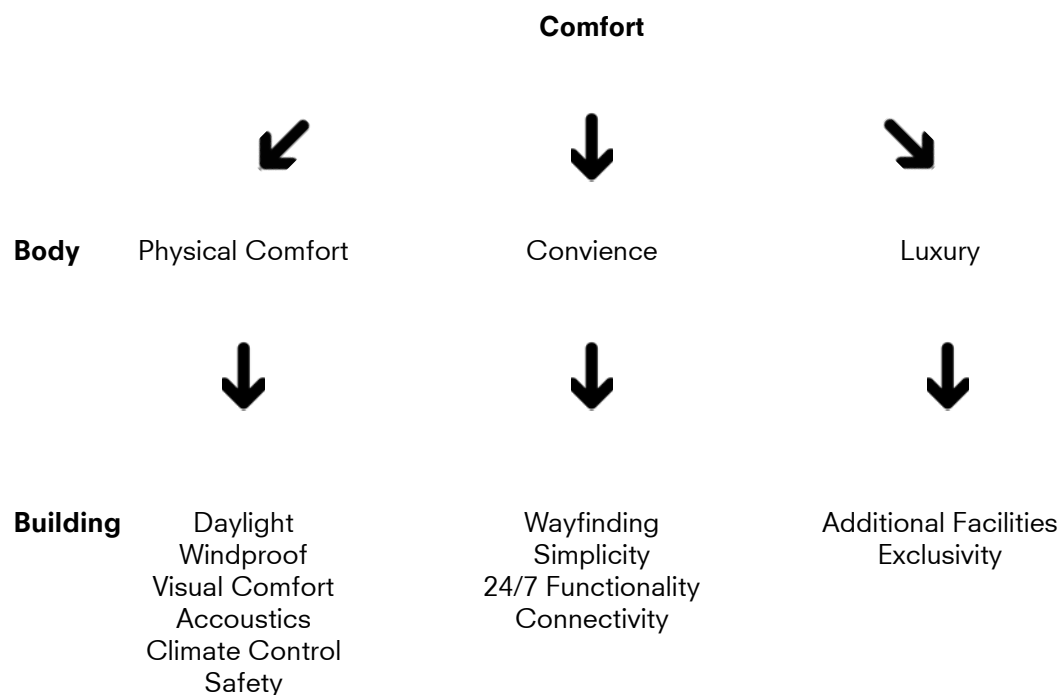 Comfort
Body Physical Comfort Convience Luxury
Building Daylight Wayfinding Additional Facilities
Windproof Simplicity Exclusivity
Visual Comfort 24/7 Functionality
Accoustics Connectivity
Climate Control
Safety